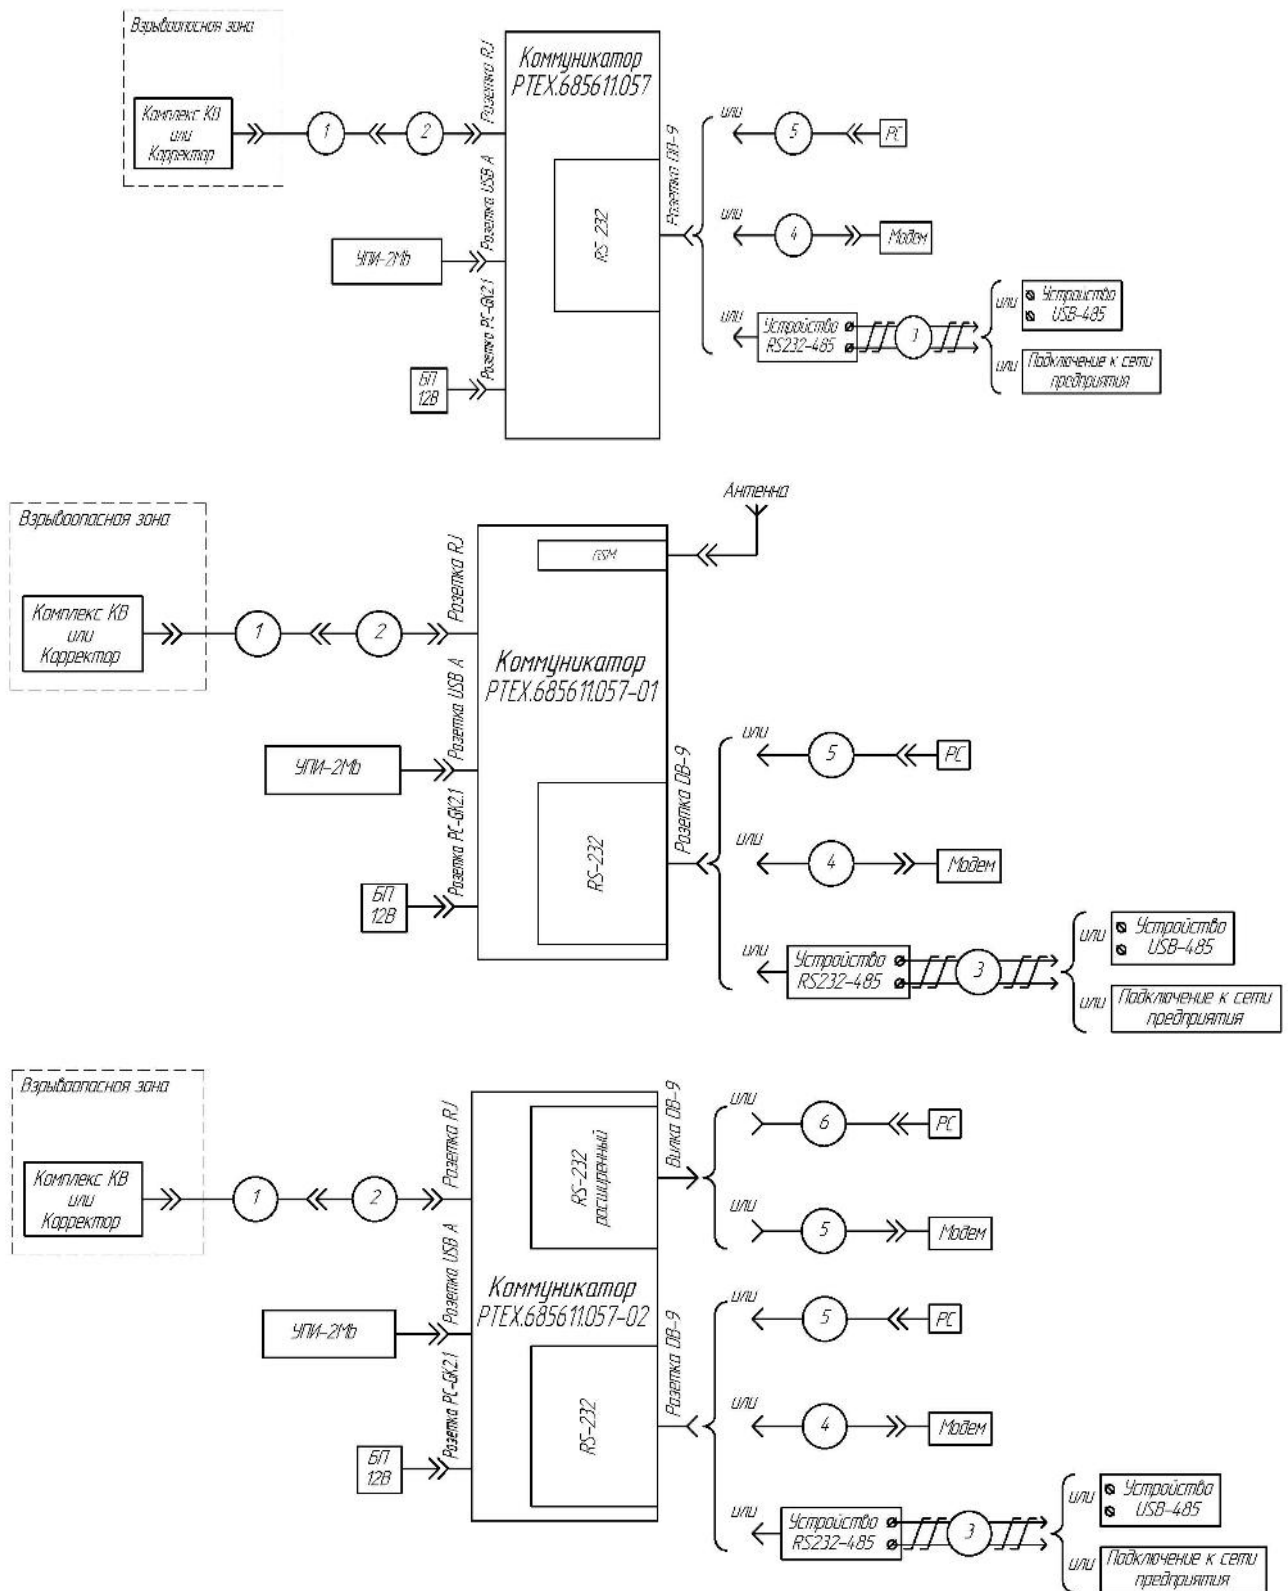 Взрывоопасная зона
Комплекс КВ
или
Корректор
1
2
Розетка RJ
Коммуникатор
РТЕХ.685611.057
УПИ-2Mb
Розетка USB A
БП
12В
Розетка PC-GK2.1
RS 232
Розетка DB-9
или
5
PC
или
4
Модем
или
Устройство
RS232-485
3
или
Устройство
USB-485
или
Подключение к сети
предприятия
Взрывоопасная зона
Комплекс КВ
или
Корректор
1
2
Розетка RJ
Антенна
GSM
Коммуникатор
РТЕХ.685611.057-01
УПИ-2Mb
Розетка USB A
БП
12В
Розетка PC-GK2.1
RS-232
Розетка DB-9
или
5
PC
или
4
Модем
или
Устройство
RS232-485
3
или
Устройство
USB-485
или
Подключение к сети
предприятия
Взрывоопасная зона
Комплекс КВ
или
Корректор
1
2
Розетка RJ
RS-232
расширенный
Вилка DB-9
или
6
PC
или
5
Модем
Коммуникатор
РТЕХ.685611.057-02
УПИ-2Mb
Розетка USB A
БП
12В
Розетка PC-GK2.1
RS-232
Розетка DB-9
или
5
PC
или
4
Модем
или
Устройство
RS232-485
3
или
Устройство
USB-485
или
Подключение к сети
предприятия